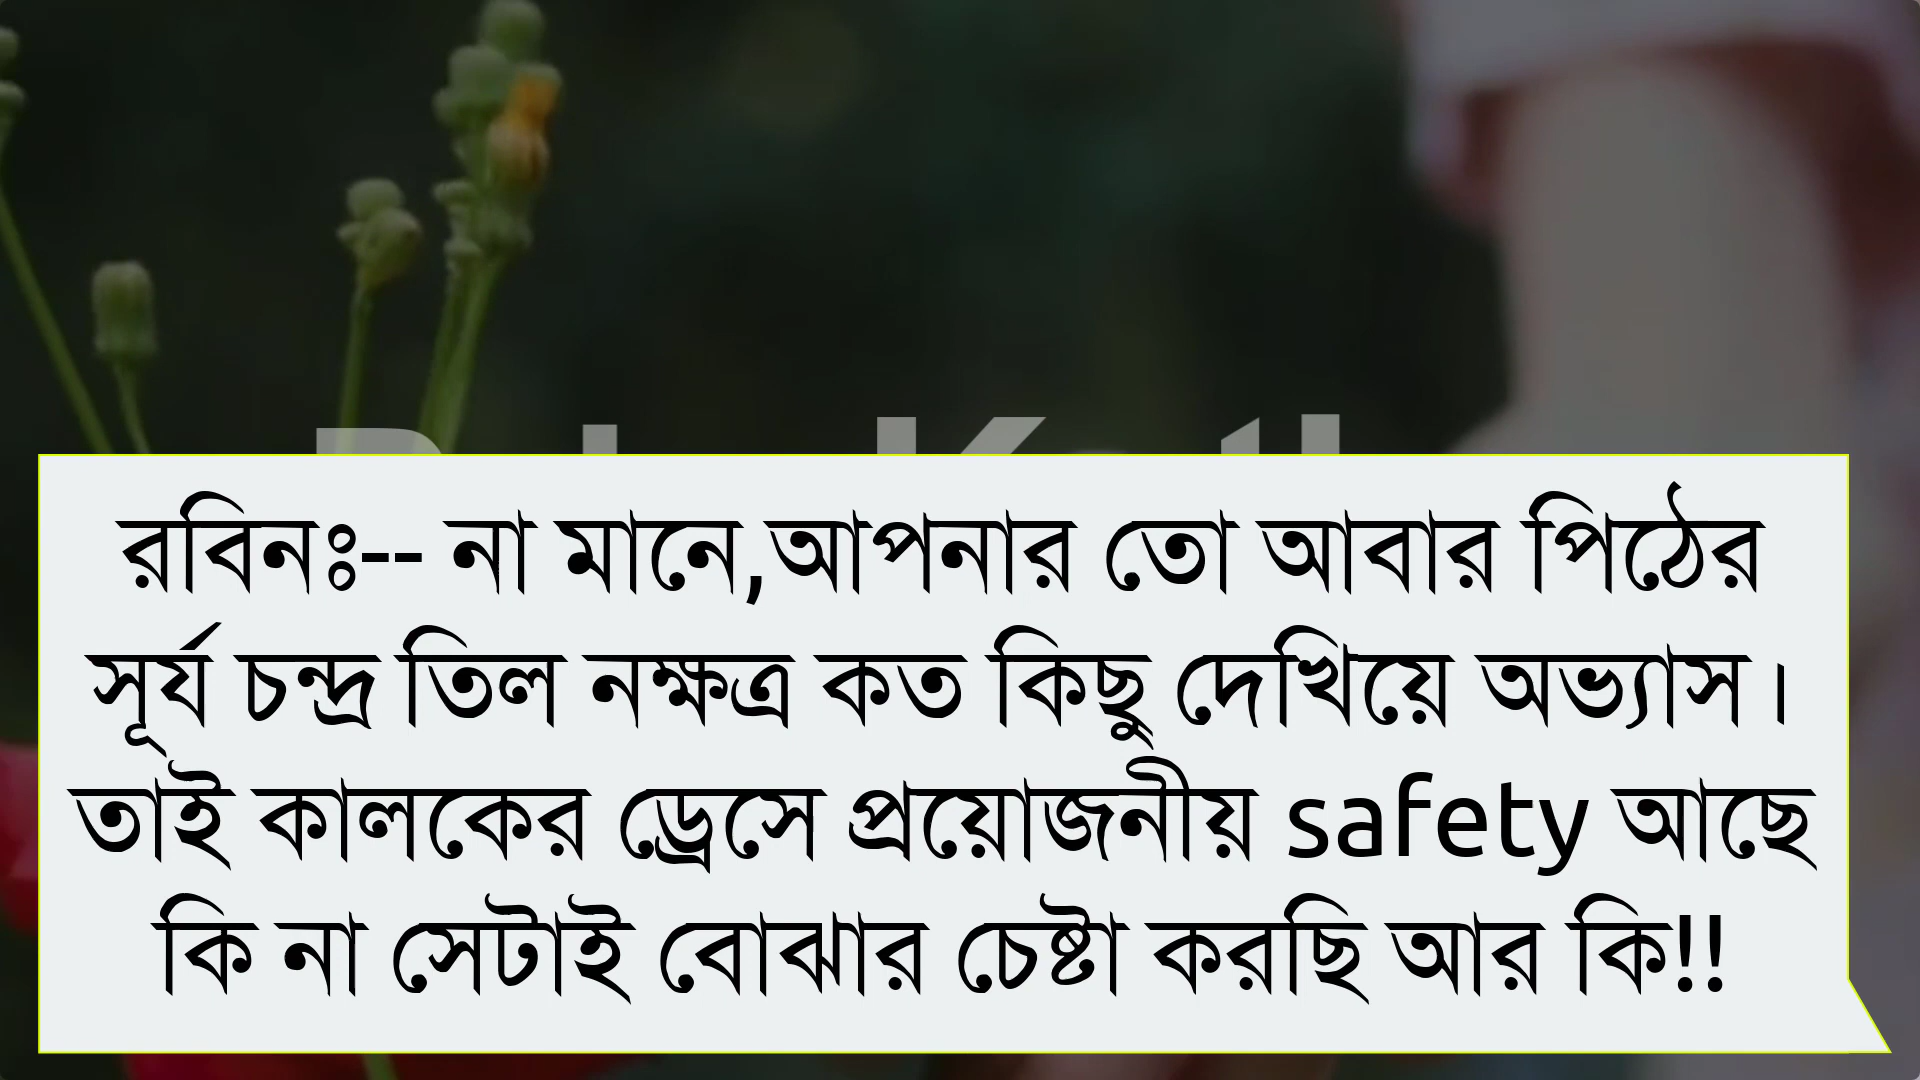 রবিনঃ-- না মানে,আপনার তো আবার পিঠের
সূর্য চন্দ্র তিল নক্ষত্র কত কিছু দেখিয়ে অভ্যাস।
তাই কালকের ড্রেসে প্রয়োজনীয় safety আছে
কি না সেটাই বোঝার চেষ্টা করছি আর কি!!